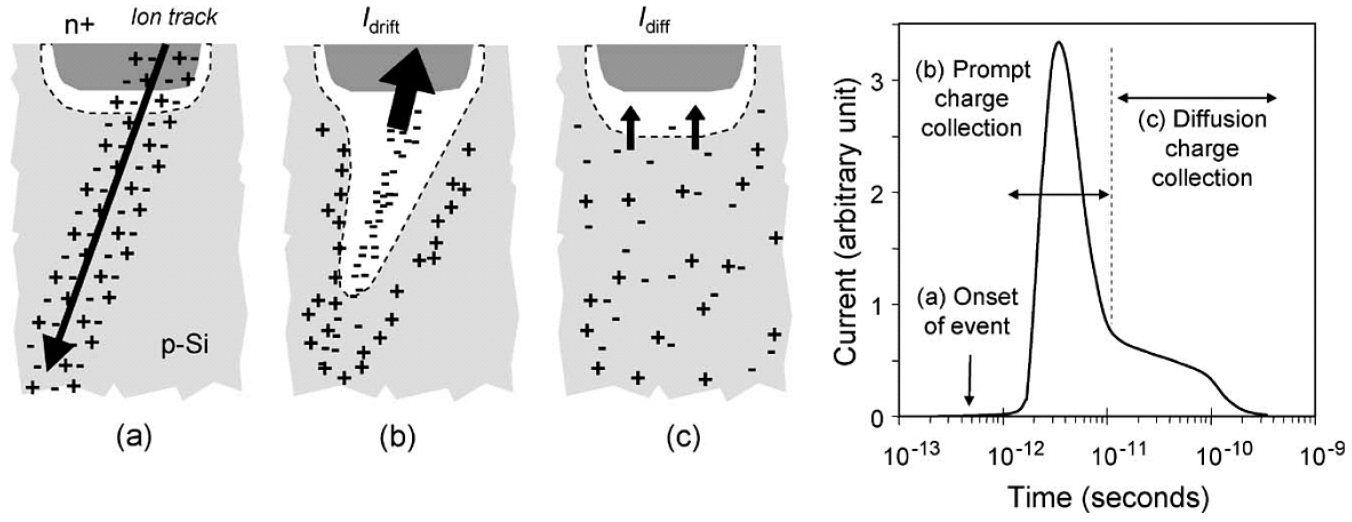 n+
Ion track
p-Si
(a)
I_drift
(b)
I_diff
(c)
Current (arbitrary unit)
3
2
1
0
(b) Prompt
charge
collection
(c) Diffusion
charge
collection
(a) Onset
of event
10^-13 10^-12 10^-11 10^-10 10^-9
Time (seconds)